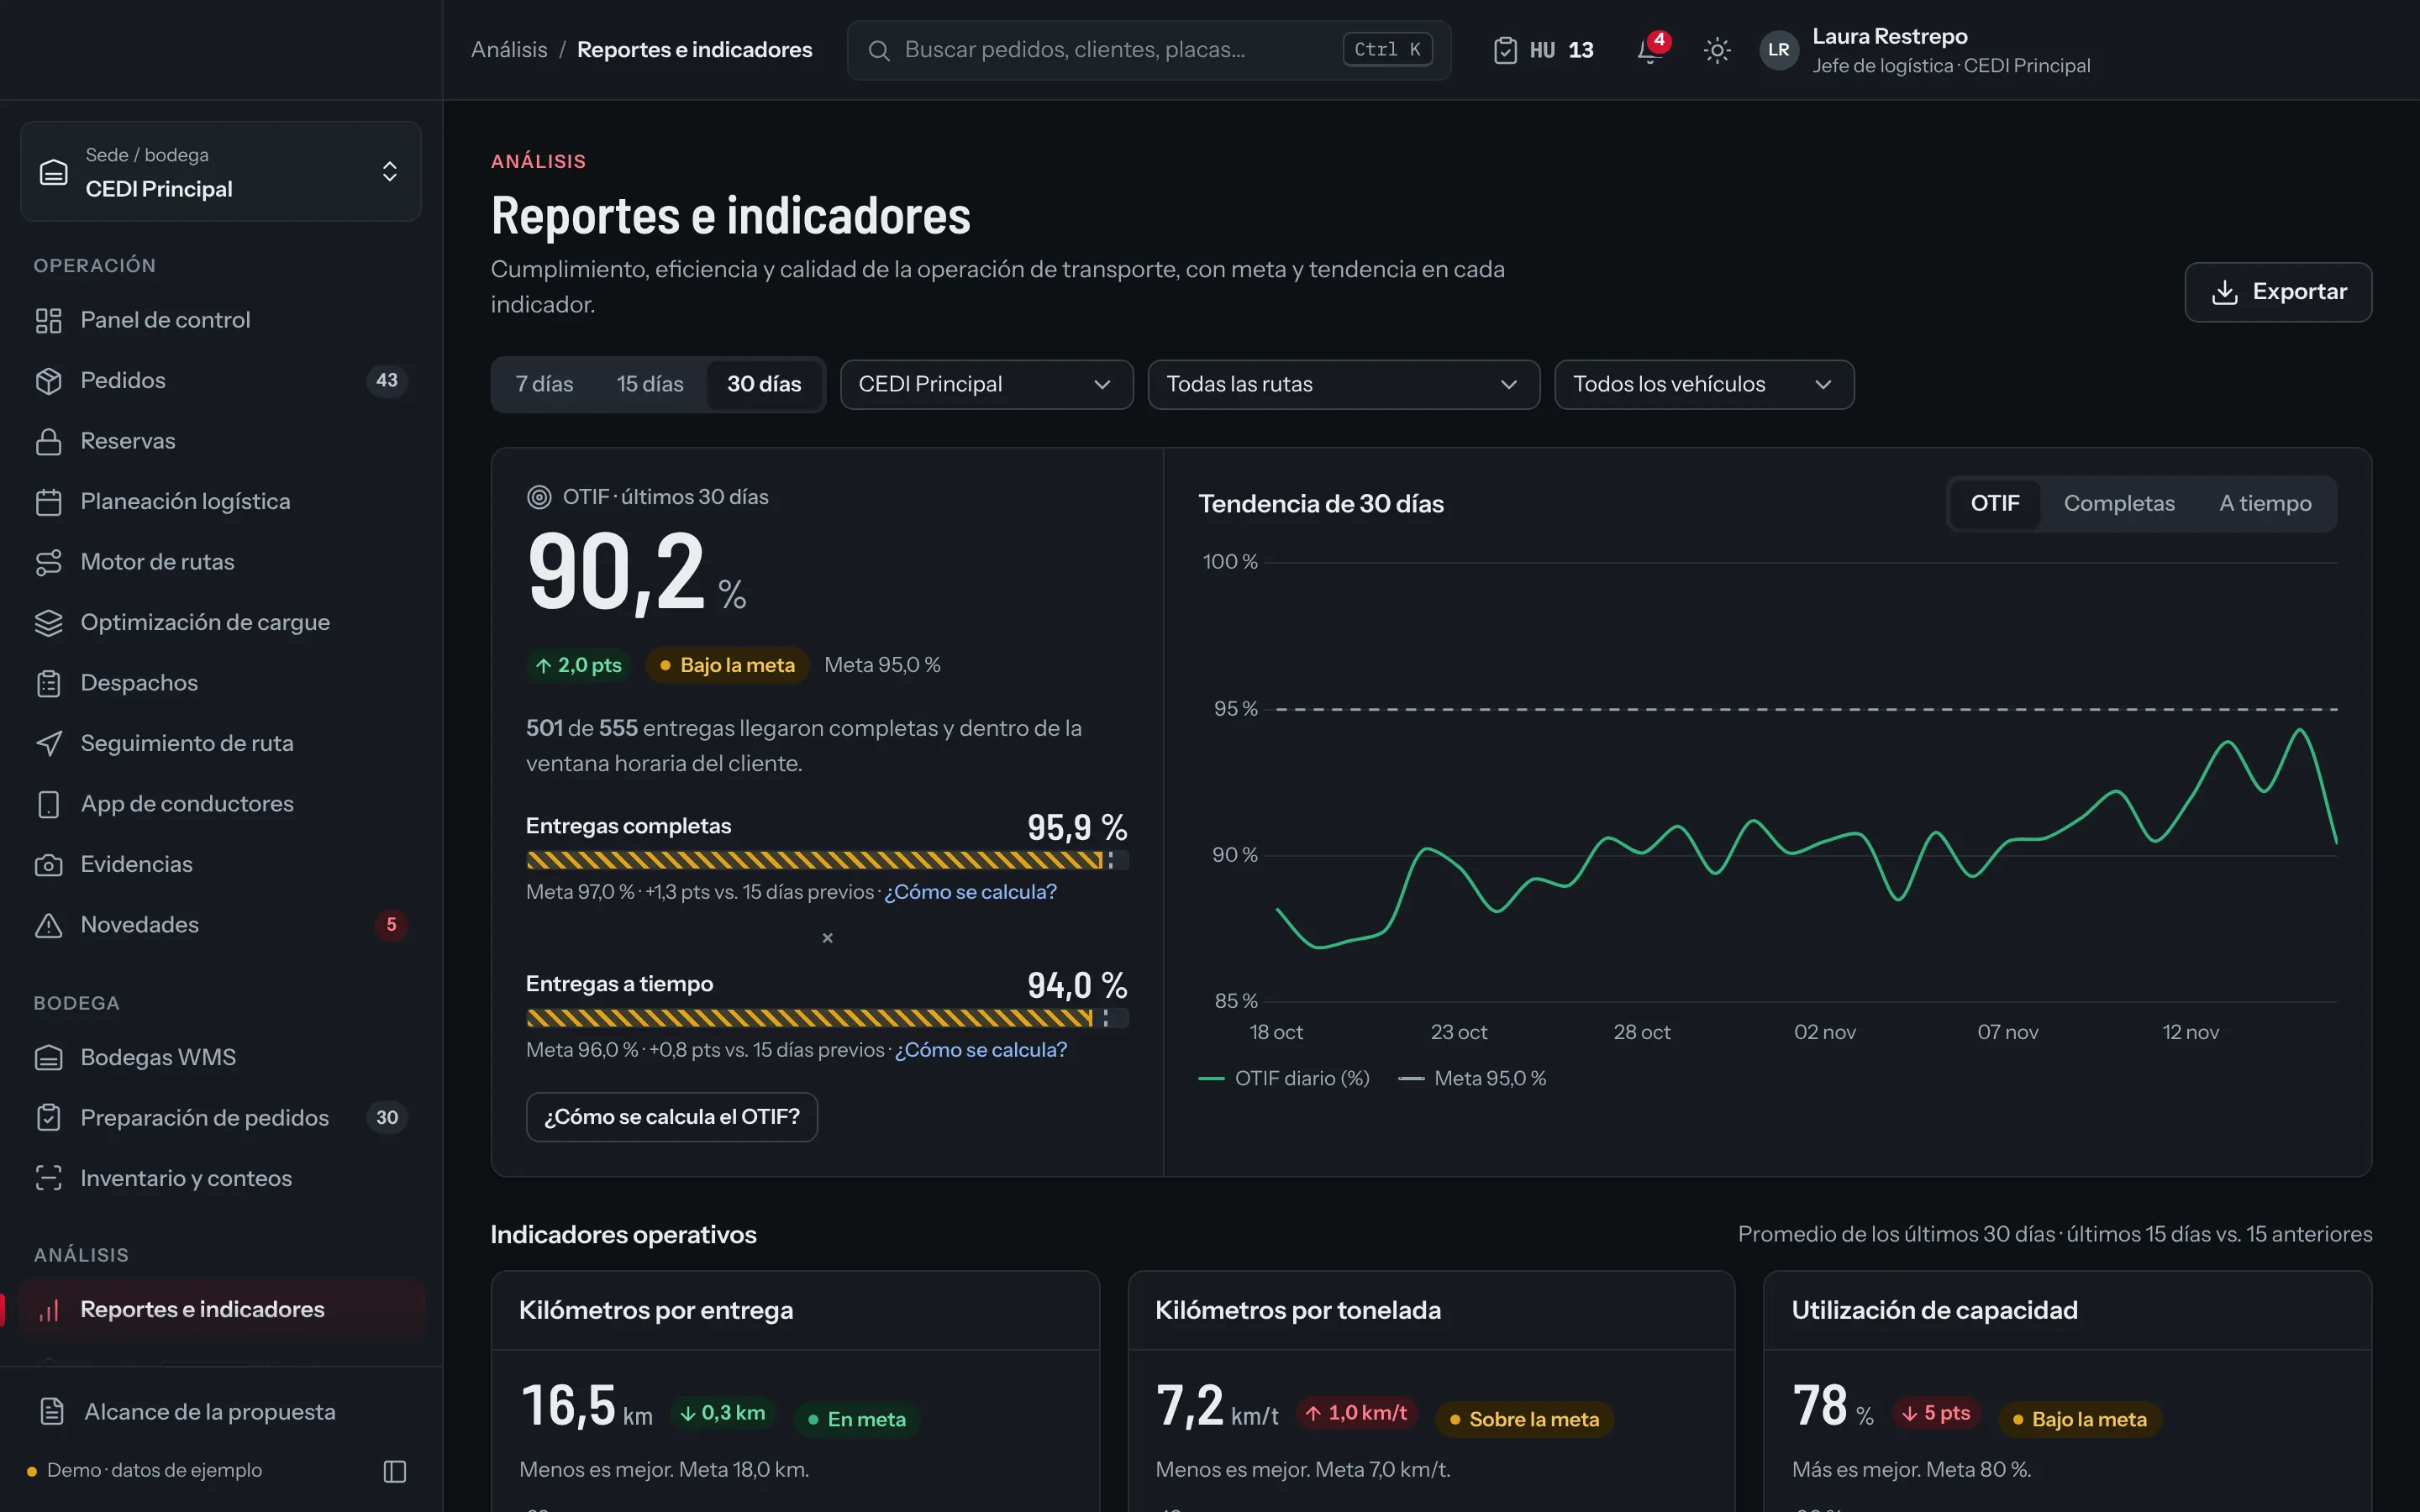 Análisis / Reportes e indicadores
Buscar pedidos, clientes, placas...
Ctrl K
HU 13
4
LR
Laura Restrepo
Jefe de logística · CEDI Principal
Sede / bodega
CEDI Principal
OPERACIÓN
Panel de control
Pedidos 43
Reservas
Planeación logística
Motor de rutas
Optimización de cargue
Despachos
Seguimiento de ruta
App de conductores
Evidencias
Novedades 5
BODEGA
Bodegas WMS
Preparación de pedidos 30
Inventario y conteos
ANÁLISIS
Reportes e indicadores
Alcance de la propuesta
Demo · datos de ejemplo
ANÁLISIS
Reportes e indicadores
Cumplimiento, eficiencia y calidad de la operación de transporte, con meta y tendencia en cada
indicador.
Exportar
7 días 15 días 30 días
CEDI Principal
Todas las rutas
Todos los vehículos
OTIF · últimos 30 días
90,2 %
↑ 2,0 pts
Bajo la meta
Meta 95,0 %
501 de 555 entregas llegaron completas y dentro de la
ventana horaria del cliente.
Entregas completas 95,9 %
Meta 97,0 % · +1,3 pts vs. 15 días previos · ¿Cómo se calcula?
×
Entregas a tiempo 94,0 %
Meta 96,0 % · +0,8 pts vs. 15 días previos · ¿Cómo se calcula?
¿Cómo se calcula el OTIF?
Tendencia de 30 días
OTIF Completas A tiempo
100 %
95 %
90 %
85 %
18 oct 23 oct 28 oct 02 nov 07 nov 12 nov
OTIF diario (%) Meta 95,0 %
Indicadores operativos
Promedio de los últimos 30 días · últimos 15 días vs. 15 anteriores
Kilómetros por entrega
16,5 km ↓ 0,3 km En meta
Menos es mejor. Meta 18,0 km.
Kilómetros por tonelada
7,2 km/t ↑ 1,0 km/t Sobre la meta
Menos es mejor. Meta 7,0 km/t.
Utilización de capacidad
78 % ↓ 5 pts Bajo la meta
Más es mejor. Meta 80 %.